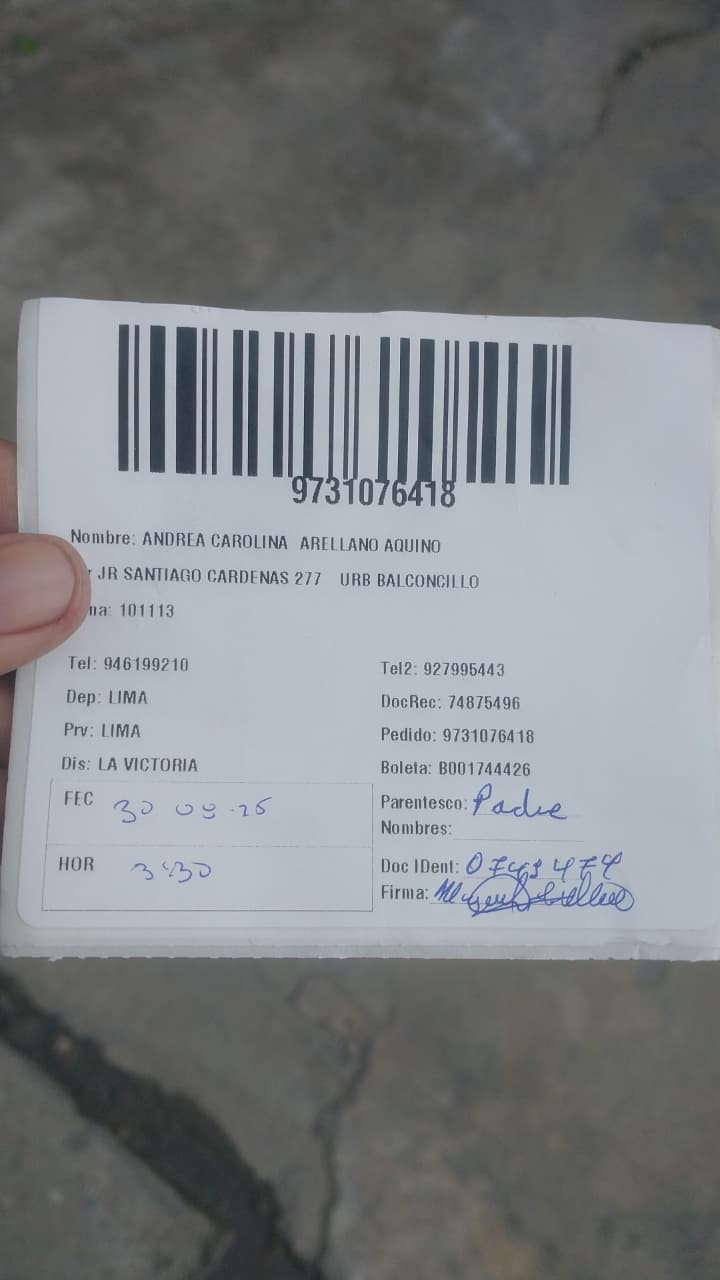 9731076418
Nombre: ANDREA CAROLINA ARELLANO AQUINO
JR SANTIAGO CARDENAS 277 URB BALCONCILLO
na: 101113
Tel: 946199210 Tel2: 927995443
Dep: LIMA DocRec: 74875496
Prv: LIMA Pedido: 9731076418
Dis: LA VICTORIA Boleta: B001744426
FEC 30 Parentesco: Padre
Nombres:
HOR 3:30 Doc IDent:
Firma: